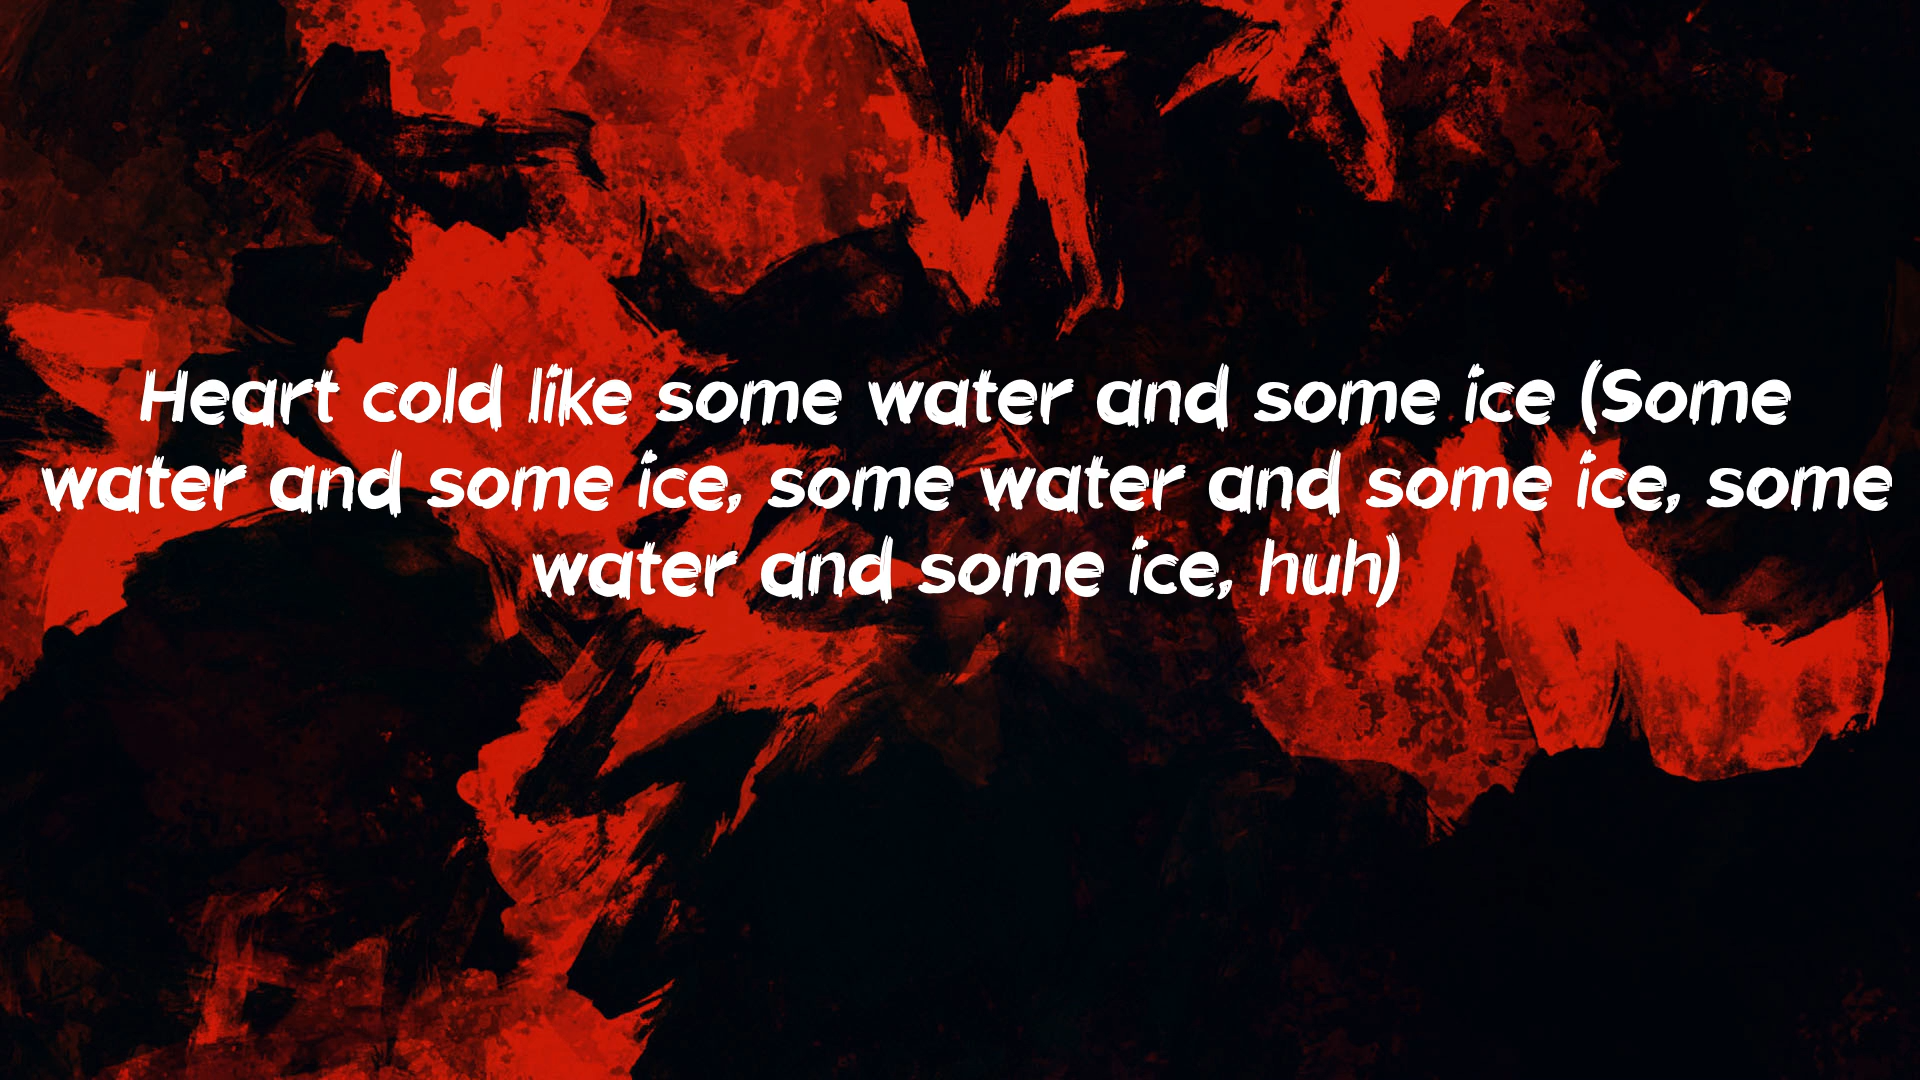 Heart cold like some water and some ice (Some
water and some ice, some water and some ice, some
water and some ice, huh)